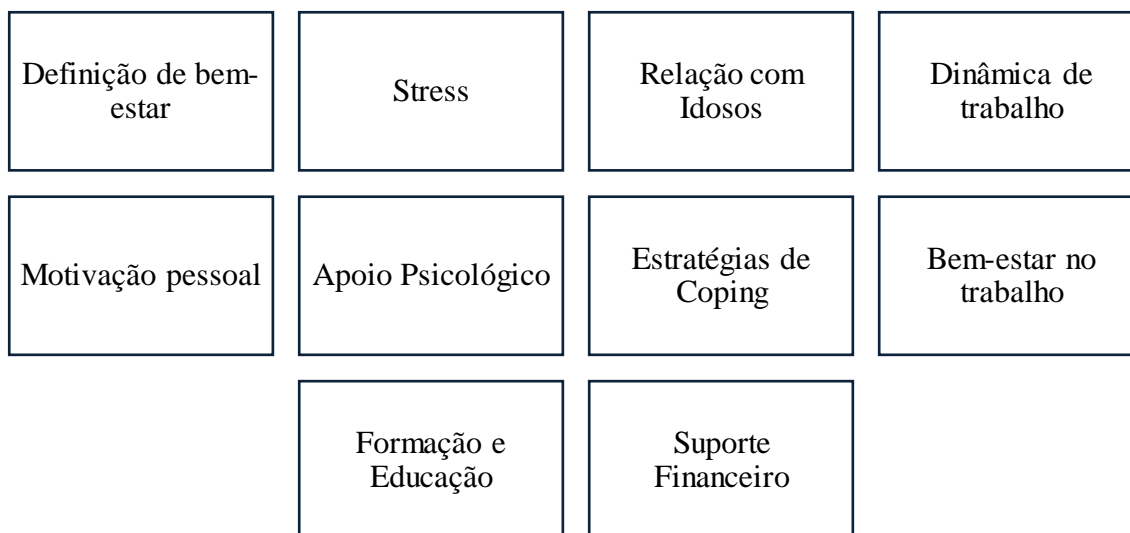 Definição de bem-
estar
Stress
Relação com
Idosos
Dinâmica de
trabalho
Motivação pessoal
Apoio Psicológico
Estratégias de
Coping
Bem-estar no
trabalho
Formação e
Educação
Suporte
Financeiro